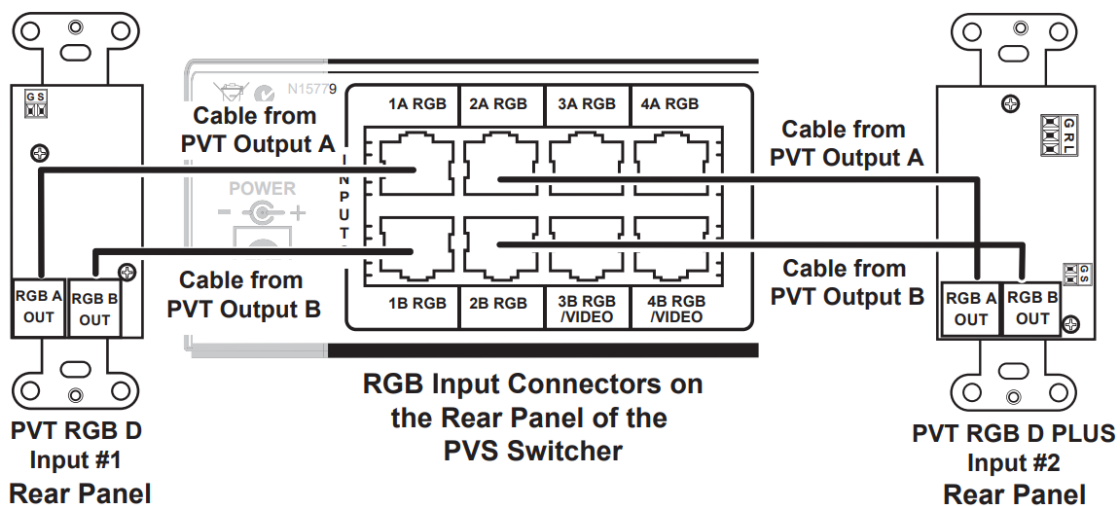 G S
N15779
Cable from
PVT Output A
POWER
- +
RGB A
OUT
RGB B
OUT
Cable from
PVT Output B
PVT RGB D
Input #1
Rear Panel
INPUT
1A RGB
2A RGB
3A RGB
4A RGB
1B RGB
2B RGB
3B RGB
/VIDEO
4B RGB
/VIDEO
RGB Input Connectors on
the Rear Panel of the
PVS Switcher
Cable from
PVT Output A
Cable from
PVT Output B
G R L
G S
RGB A
OUT
RGB B
OUT
PVT RGB D PLUS
Input #2
Rear Panel